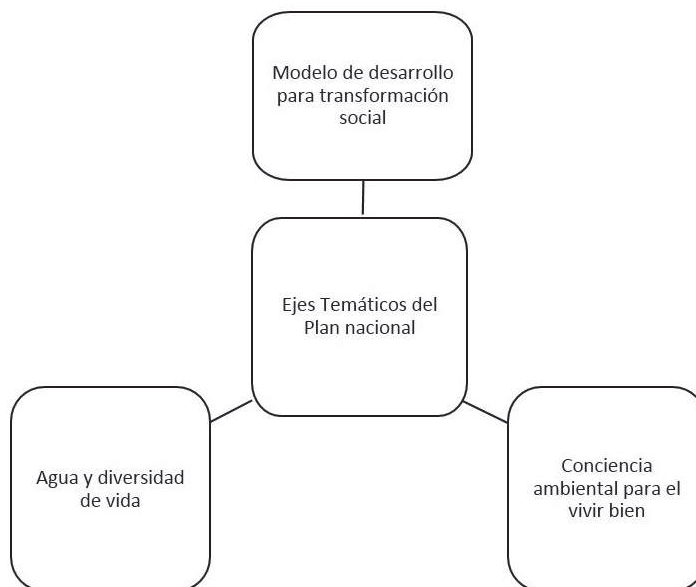 Modelo de desarrollo
para transformación
social
Ejes Temáticos del
Plan nacional
Agua y diversidad
de vida
Conciencia
ambiental para el
vivir bien